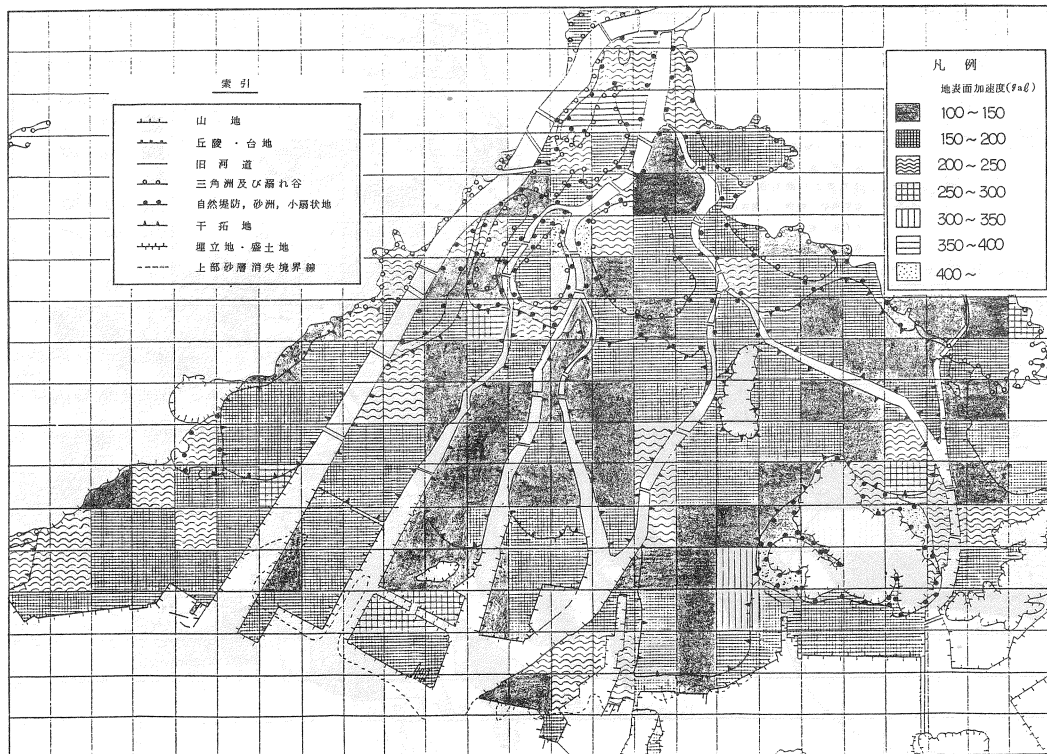 索引
山地
丘陵・台地
旧河道
三角洲及び溺れ谷
自然堤防,砂洲,小扇状地
干拓地
埋立地・盛土地
上部砂層消失境界線
凡例
地表面加速度(gal)
100～150
150～200
200～250
250～300
300～350
350～400
400～